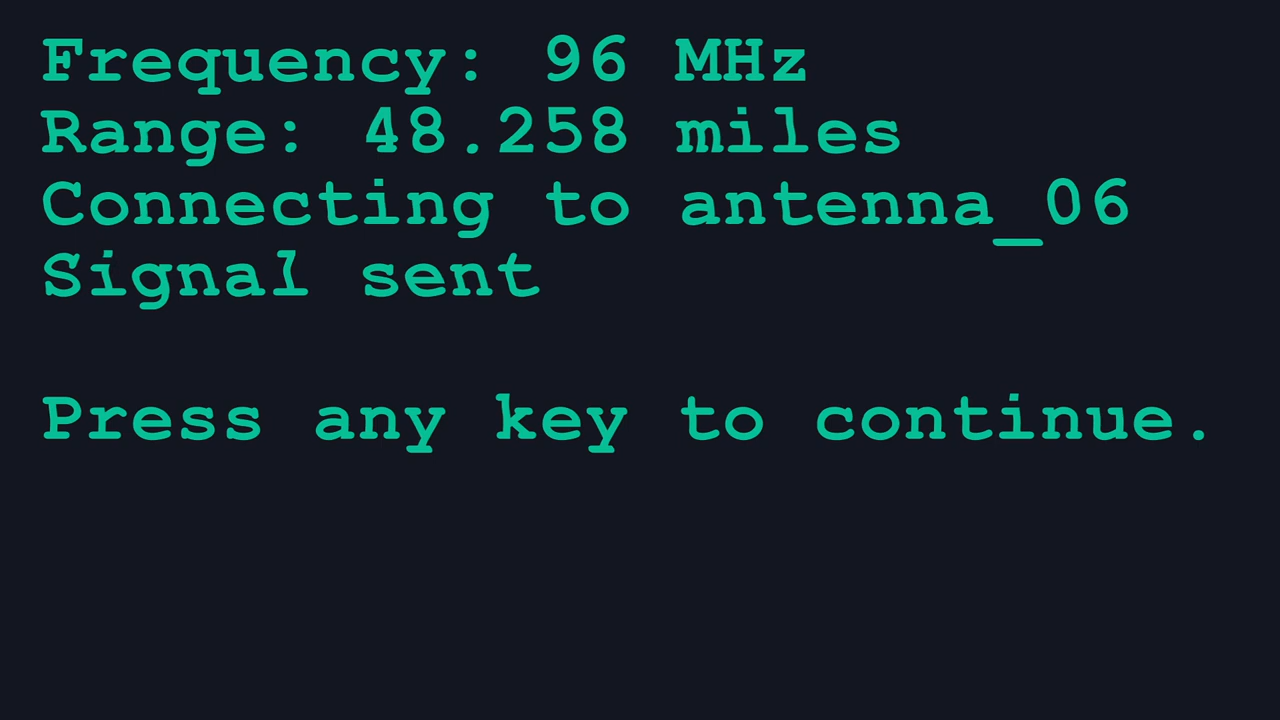 Frequency: 96 MHz
Range: 48.258 miles
Connecting to antenna_06
Signal sent
Press any key to continue.